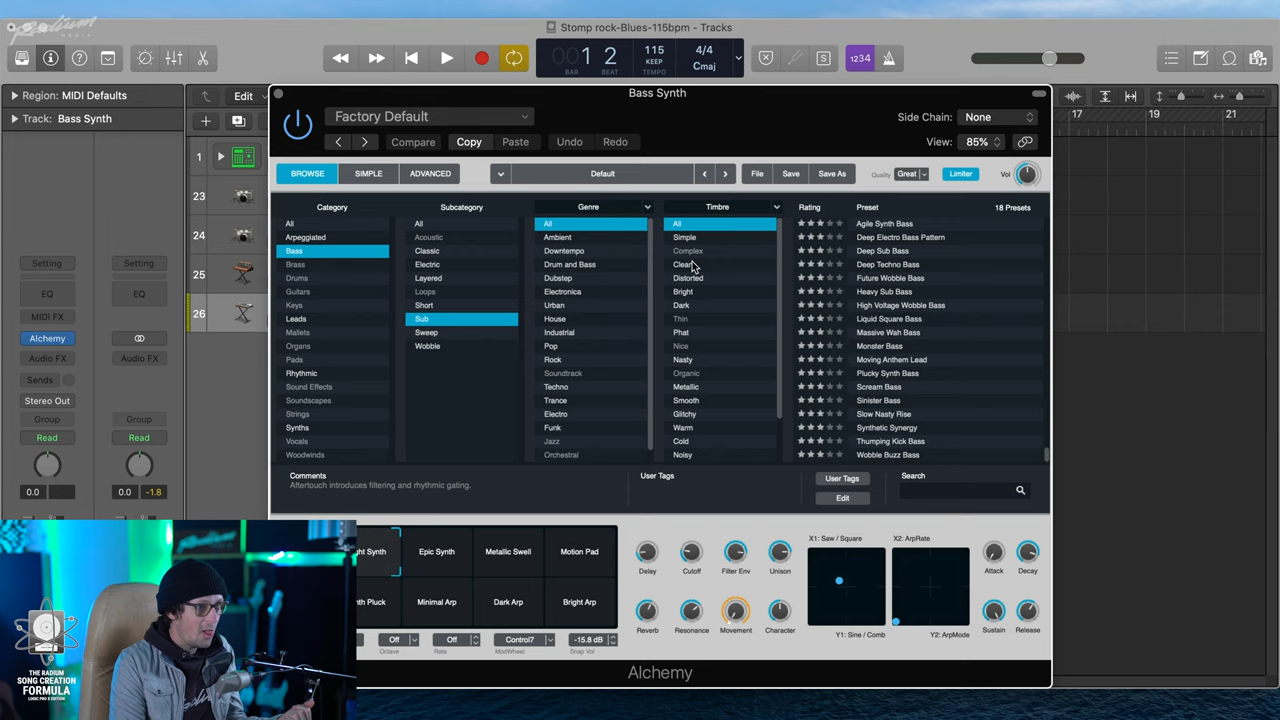 Radium
MEDIA
Stomp rock-Blues-115bpm - Tracks
001 2
BAR BEAT
115
KEEP
TEMPO
4/4
Cmaj
1234
Region: MIDI Defaults
Track: Bass Synth
Edit
17 19 21
1
23
24
25
26
Bass Synth
Factory Default
Side Chain: None
Compare Copy Paste Undo Redo
View: 85%
BROWSE SIMPLE ADVANCED
Default
File Save Save As
Quality Great Limiter Vol
Category Subcategory Genre Timbre Rating Preset 18 Presets
All All All All Agile Synth Bass
Arpeggiated Acoustic Ambient Simple Deep Electro Bass Pattern
Bass Classic Downtempo Complex Deep Sub Bass
Brass Electric Drum and Bass Clean Deep Techno Bass
Drums Layered Dubstep Distorted Future Wobble Bass
Guitars Loops Electronica Bright Heavy Sub Bass
Keys Short Urban Dark High Voltage Wobble Bass
Leads Sub House Thin Liquid Square Bass
Mallets Sweep Industrial Phat Massive Wah Bass
Organs Wobble Pop Nice Monster Bass
Pads Rock Nasty Moving Anthem Lead
Rhythmic Soundtrack Organic Plucky Synth Bass
Sound Effects Techno Metallic Scream Bass
Soundscapes Trance Smooth Sinister Bass
Strings Electro Glitchy Slow Nasty Rise
Synths Funk Warm Synthetic Synergy
Vocals Jazz Cold Thumping Kick Bass
Woodwinds Orchestral Noisy Wobble Buzz Bass
Comments
Aftertouch introduces filtering and rhythmic gating.
User Tags
User Tags
Edit
Search
Setting Setting
EQ EQ
MIDI FX
Alchemy
Audio FX Audio FX
Sends
Stereo Out
Group Group
Read Read
0.0 0.0 -1.8
Synth Epic Synth Metallic Swell Motion Pad
Pluck Minimal Arp Dark Arp Bright Arp
Off Off Control7 -15.8 dB
Octave Rate ModWheel Snap Vol
Delay Cutoff Filter Env Unison
Reverb Resonance Movement Character
X1: Saw / Square X2: ArpRate
Y1: Sine / Comb Y2: ArpMode
Attack Decay
Sustain Release
Alchemy
THE RADIUM
SONG CREATION
FORMULA
LOGIC PRO X EDITION